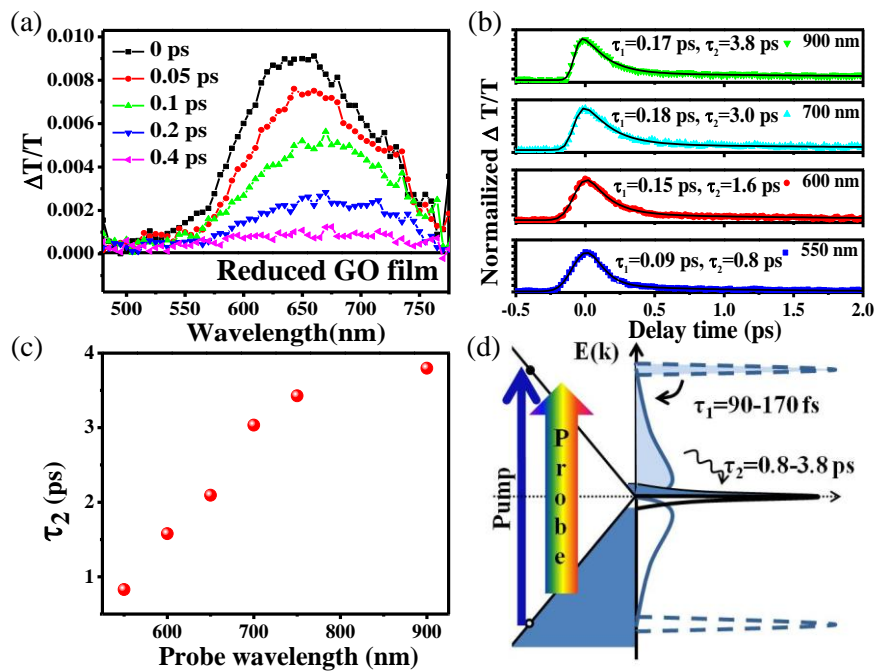 (a)
0.010
0.008
0.006
0.004
0.002
0.000
ΔT/T
0 ps
0.05 ps
0.1 ps
0.2 ps
0.4 ps
Reduced GO film
500 550 600 650 700 750
Wavelength(nm)
(b)
Normailized Δ T/T
τ1=0.17 ps, τ2=3.8 ps 900 nm
τ1=0.18 ps, τ2=3.0 ps 700 nm
τ1=0.15 ps, τ2=1.6 ps 600 nm
τ1=0.09 ps, τ2=0.8 ps 550 nm
-0.5 0.0 0.5 1.0 1.5 2.0
Delay time (ps)
(c)
4
3
2
1
τ2 (ps)
600 700 800 900
Probe wavelength (nm)
(d)
E(k)
Pump
Probe
τ1=90-170 fs
τ2=0.8-3.8 ps